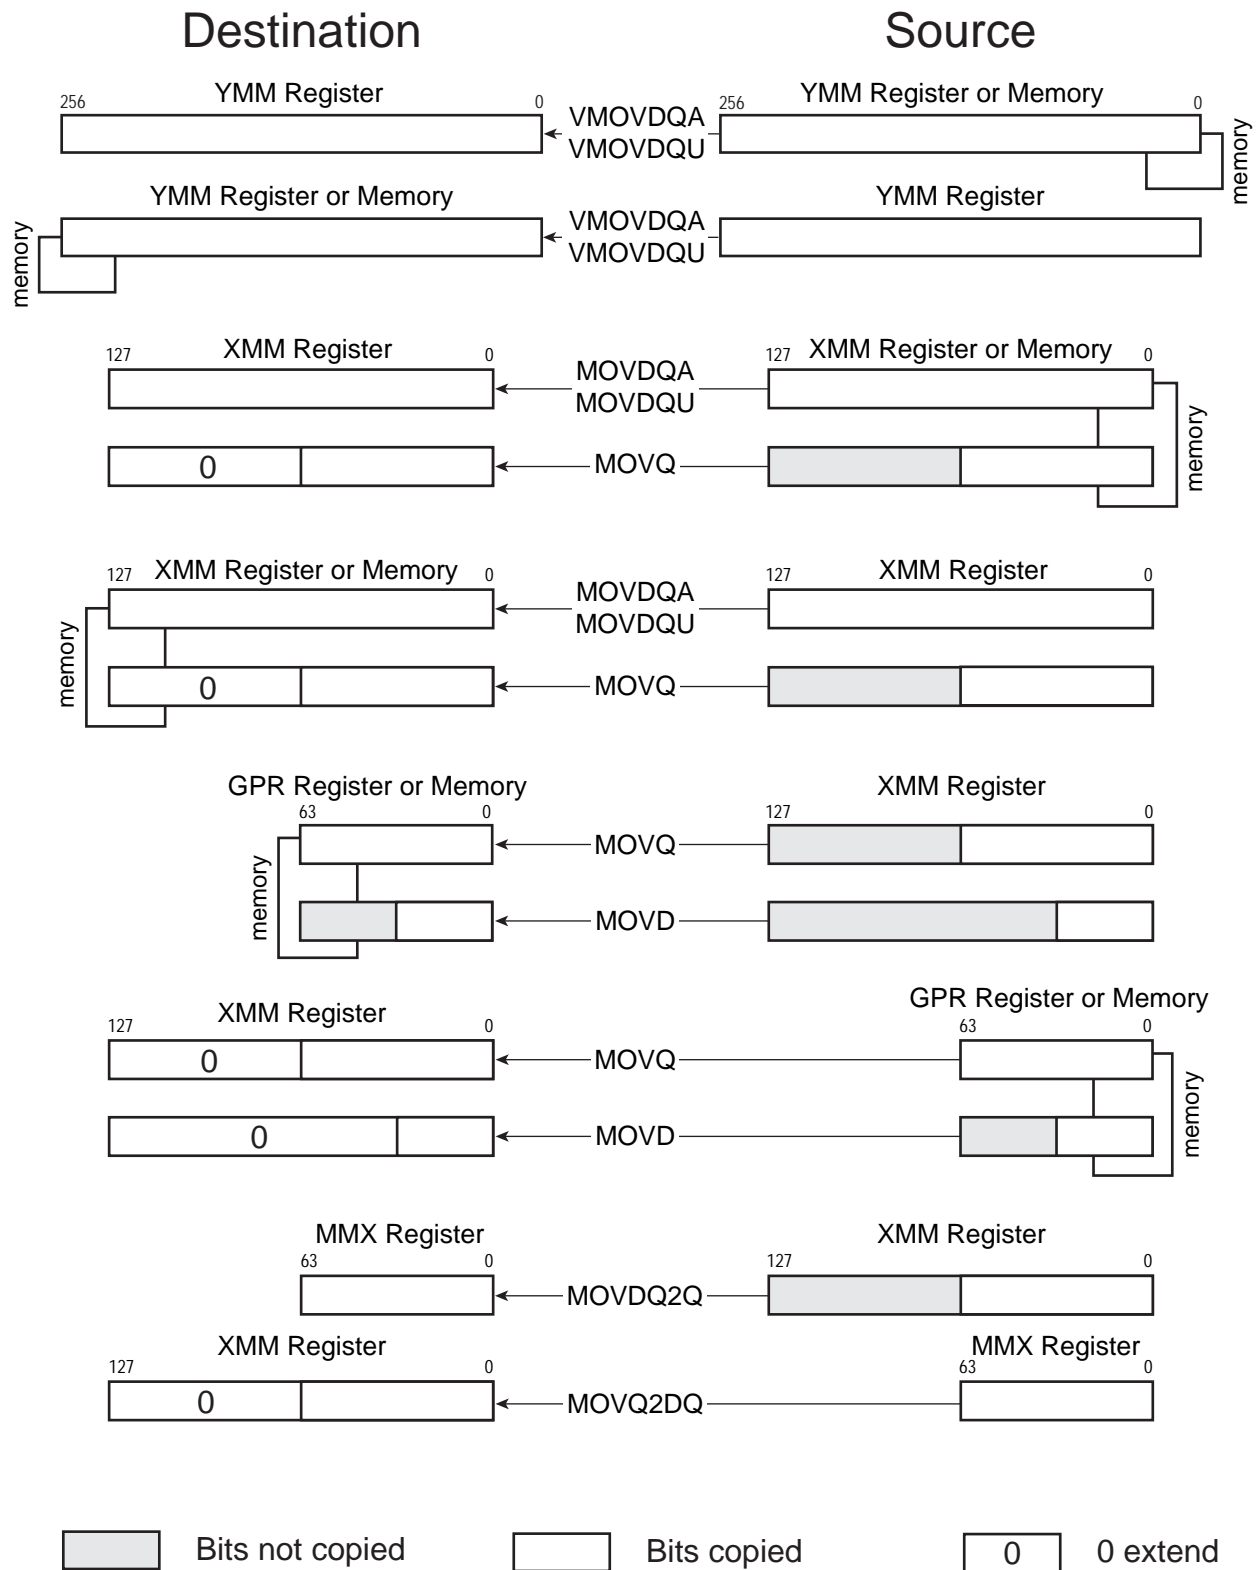 Destination Source
YMM Register YMM Register or Memory
256 0 256 0
VMOVDQA
VMOVDQU
memory
YMM Register or Memory YMM Register
VMOVDQA
VMOVDQU
memory
XMM Register XMM Register or Memory
127 0 127 0
MOVDQA
MOVDQU
memory
0 MOVQ
XMM Register or Memory XMM Register
127 0 127 0
MOVDQA
MOVDQU
memory
0 MOVQ
GPR Register or Memory XMM Register
63 0 127 0
MOVQ
memory
MOVD
XMM Register GPR Register or Memory
127 0 63 0
0 MOVQ
memory
0 MOVD
MMX Register XMM Register
63 0 127 0
MOVDQ2Q
XMM Register MMX Register
127 0 63 0
0 MOVQ2DQ
Bits not copied Bits copied 0 0 extend